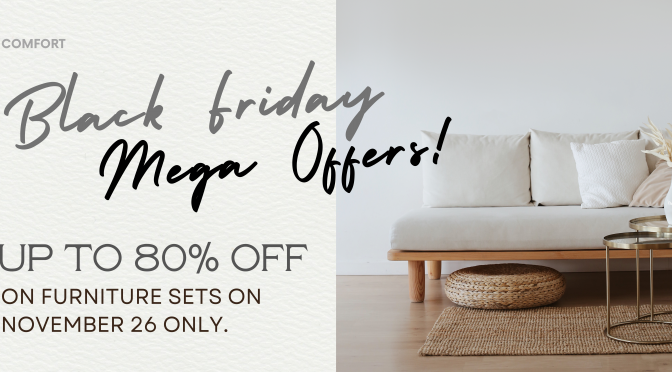 COMFORT
Black friday
Mega Offers!
UP TO 80% OFF
ON FURNITURE SETS ON
NOVEMBER 26 ONLY.